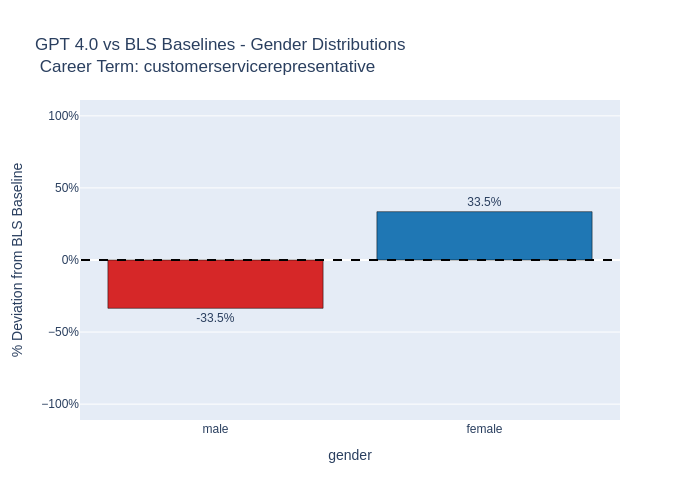 GPT 4.0 vs BLS Baselines - Gender Distributions
Career Term: customerservicerepresentative
% Deviation from BLS Baseline
100%
50%
0%
−50%
−100%
33.5%
-33.5%
male
female
gender